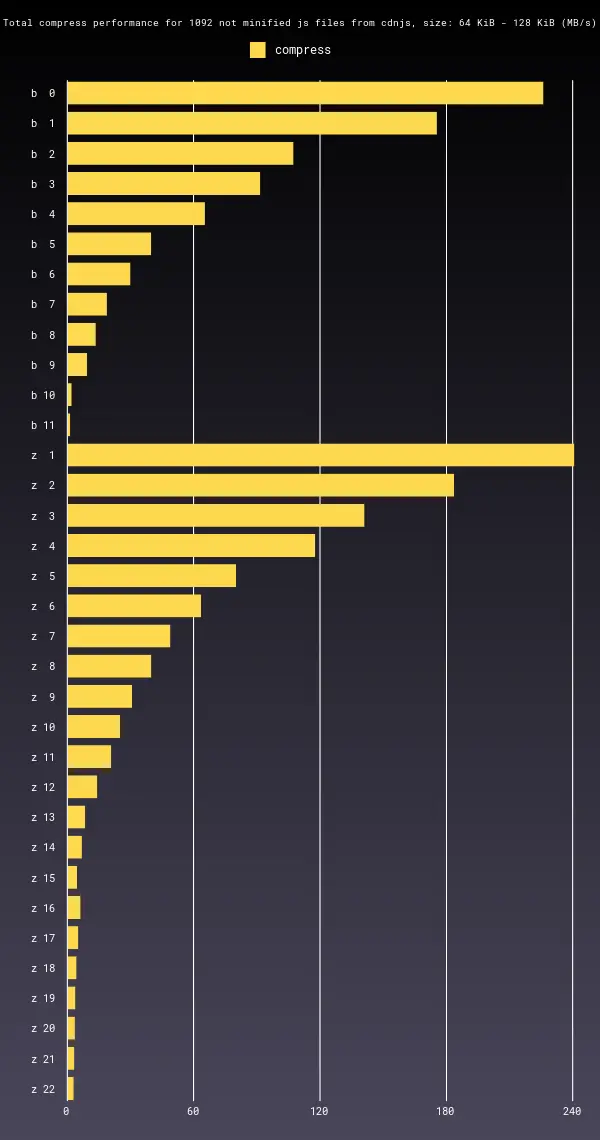 Total compress performance for 1092 not minified js files from cdnjs, size: 64 KiB - 128 KiB (MB/s)
compress
b 0
b 1
b 2
b 3
b 4
b 5
b 6
b 7
b 8
b 9
b 10
b 11
z 1
z 2
z 3
z 4
z 5
z 6
z 7
z 8
z 9
z 10
z 11
z 12
z 13
z 14
z 15
z 16
z 17
z 18
z 19
z 20
z 21
z 22
0 60 120 180 240